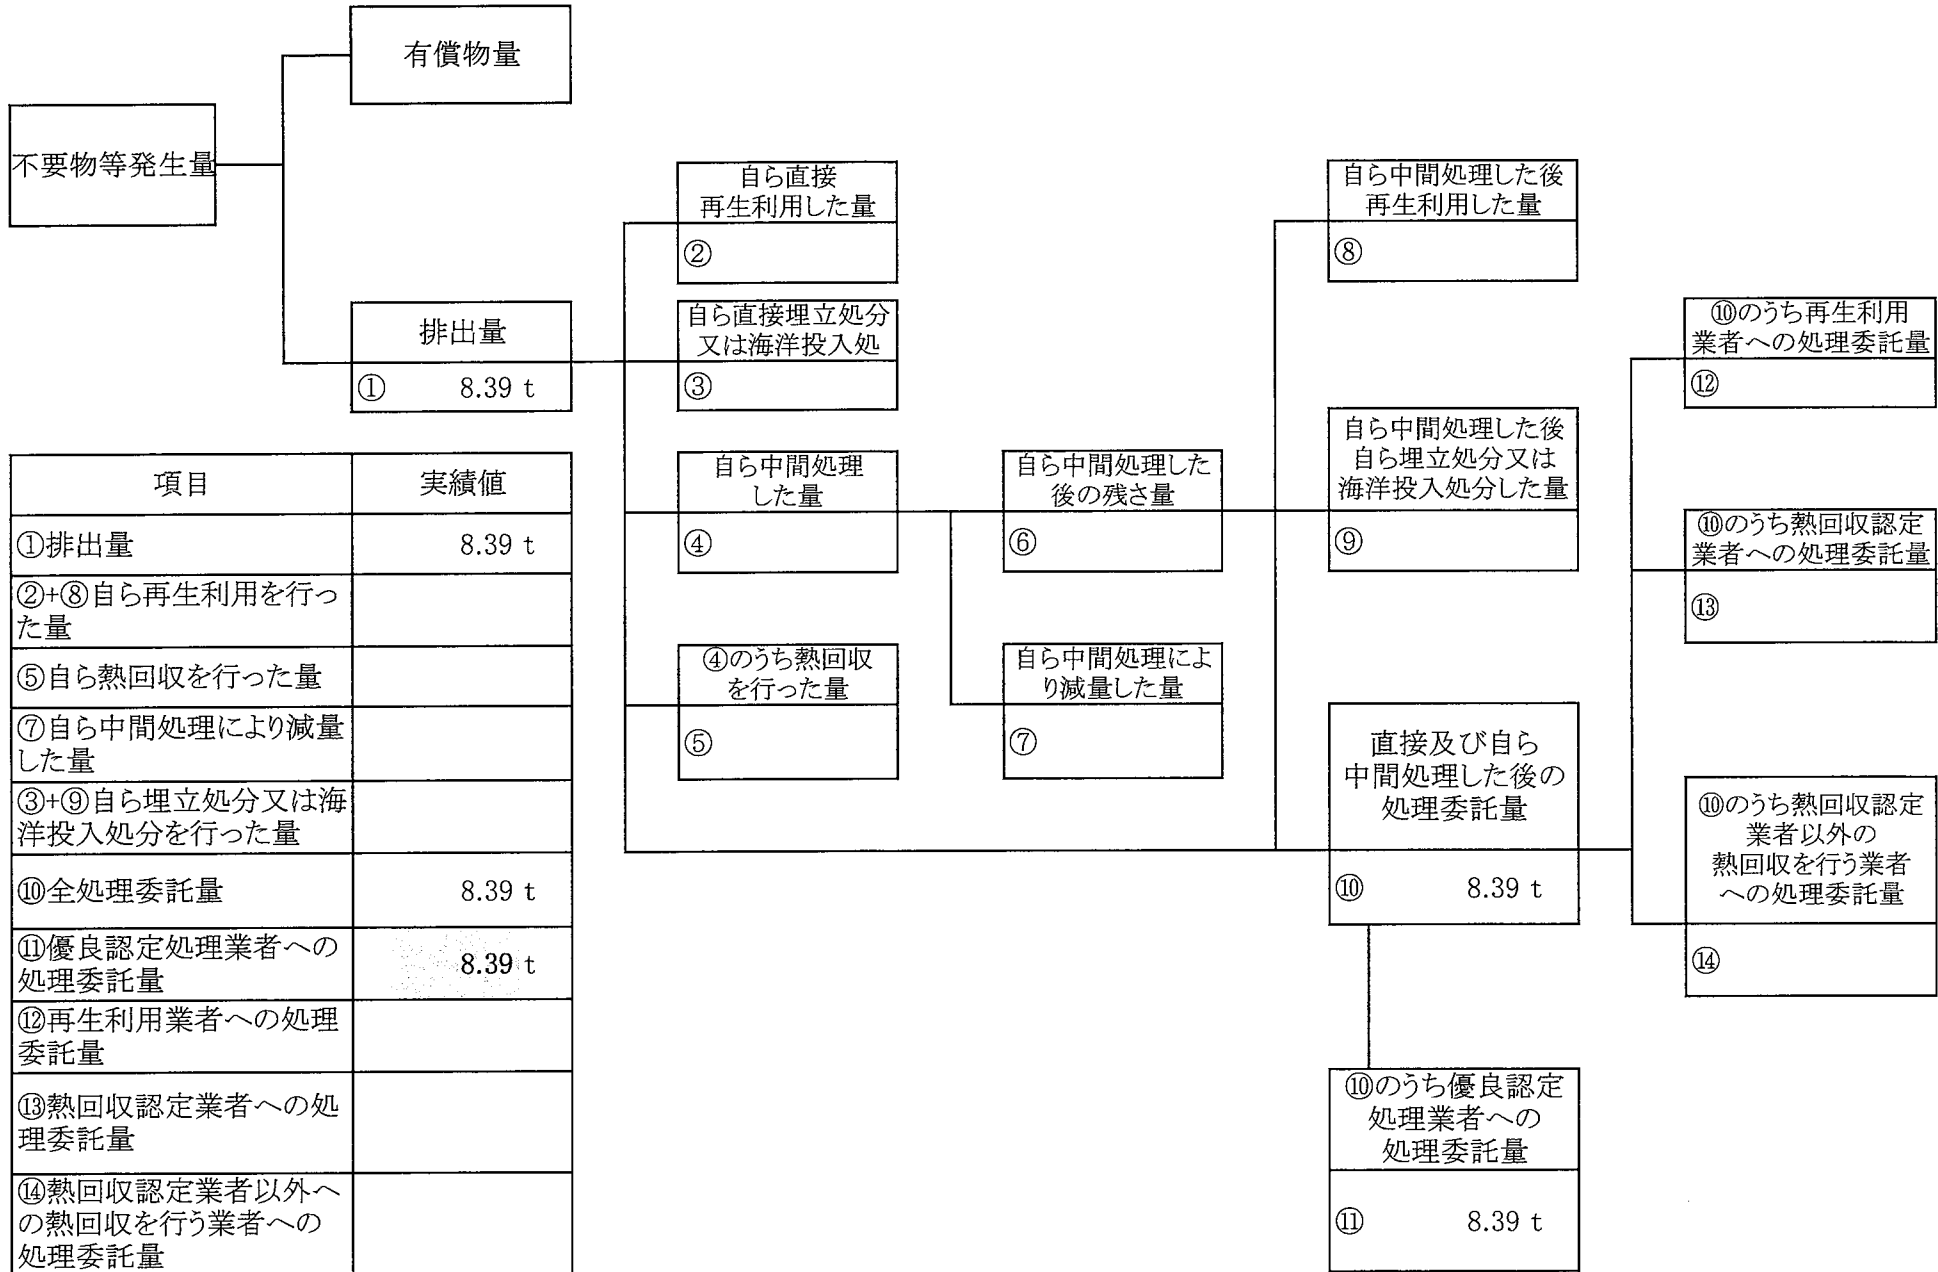 有償物量
不要物等発生量
排出量
① 8.39 t
自ら直接
再生利用した量
②
自ら直接埋立処分
又は海洋投入処
③
自ら中間処理
した量
④
④のうち熱回収
を行った量
⑤
自ら中間処理した
後の残さ量
⑥
自ら中間処理によ
り減量した量
⑦
自ら中間処理した後
再生利用した量
⑧
自ら中間処理した後
自ら埋立処分又は
海洋投入処分した量
⑨
直接及び自ら
中間処理した後の
処理委託量
⑩ 8.39 t
⑩のうち優良認定
処理業者への
処理委託量
⑪ 8.39 t
⑩のうち再生利用
業者への処理委託量
⑫
⑩のうち熱回収認定
業者への処理委託量
⑬
⑩のうち熱回収認定
業者以外の
熱回収を行う業者
への処理委託量
⑭
項目 実績値
①排出量 8.39 t
②+⑧自ら再生利用を行っ
た量
⑤自ら熱回収を行った量
⑦自ら中間処理により減量
した量
③+⑨自ら埋立処分又は海
洋投入処分を行った量
⑩全処理委託量 8.39 t
⑪優良認定処理業者への
処理委託量 8.39 t
⑫再生利用業者への処理
委託量
⑬熱回収認定業者への処
理委託量
⑭熱回収認定業者以外へ
の熱回収を行う業者への
処理委託量